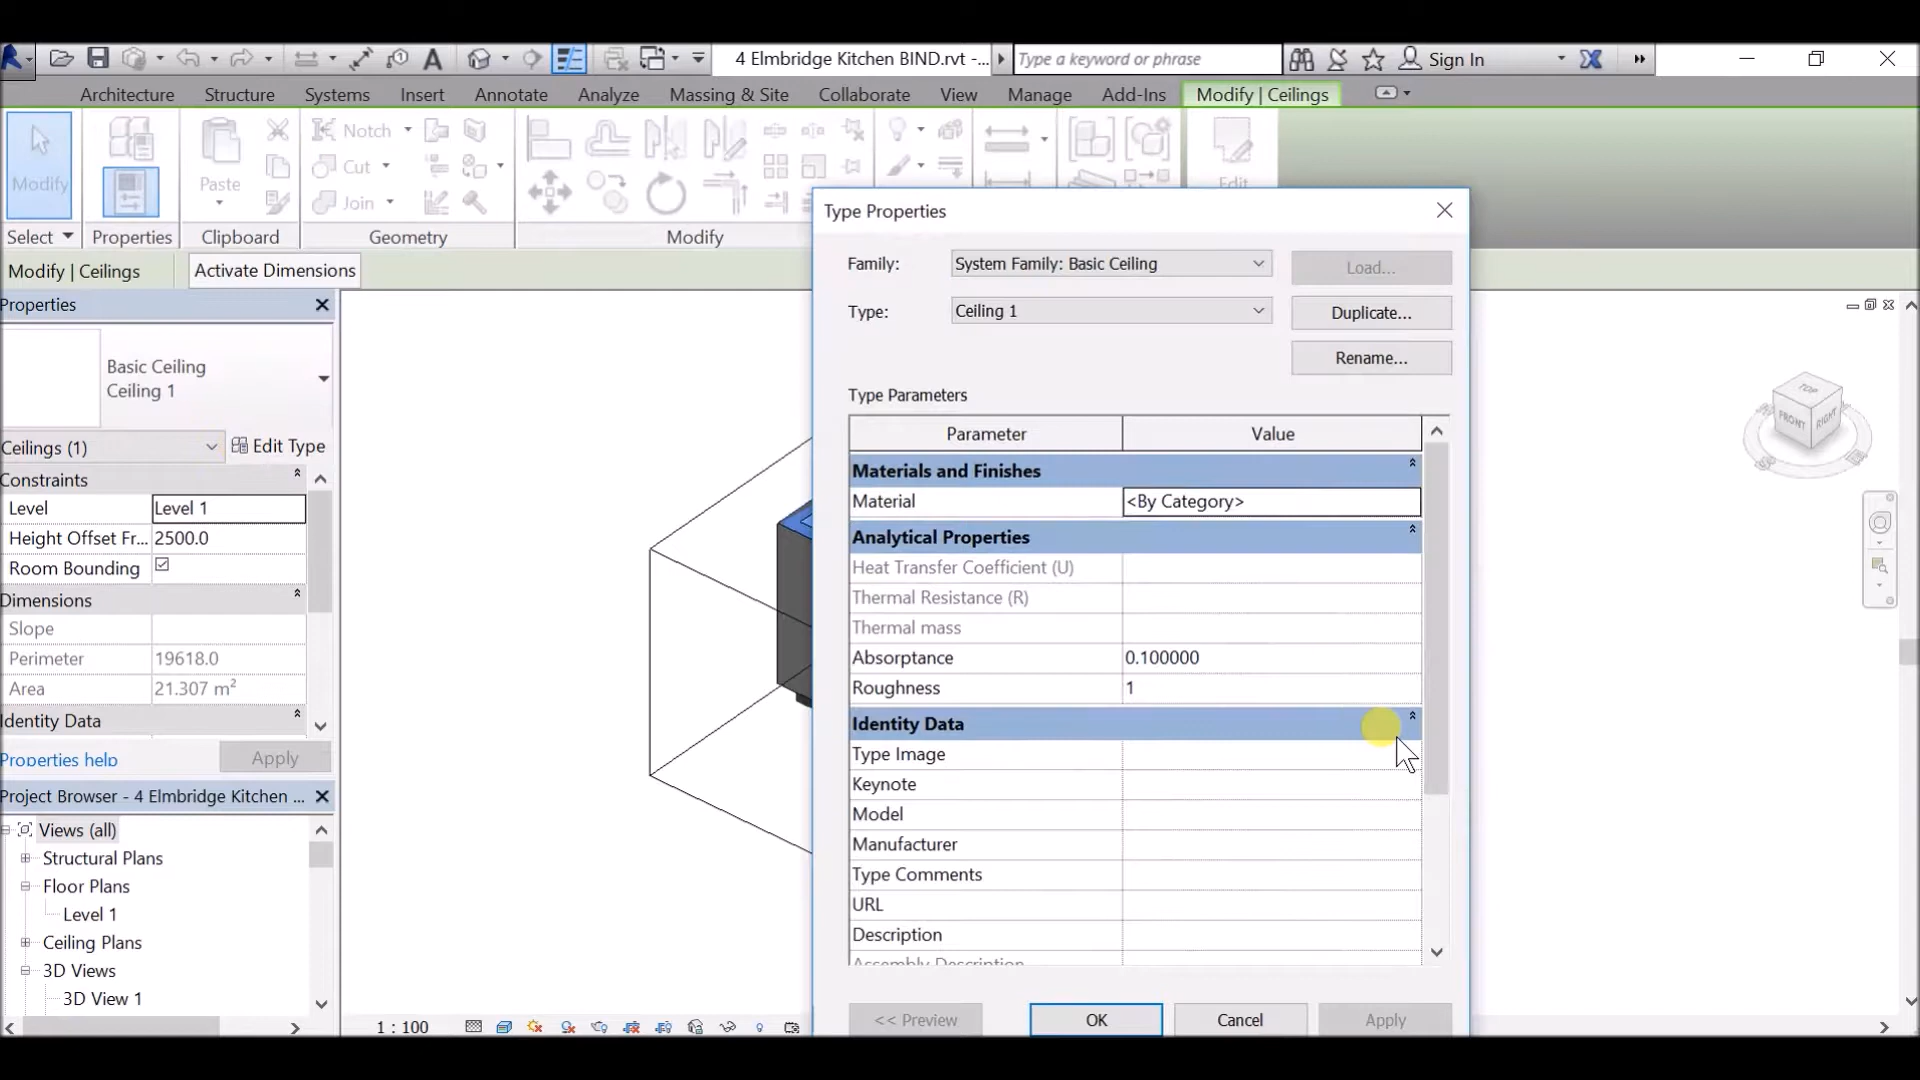 4 Elmbridge Kitchen BIND.rvt -...
Type a keyword or phrase
Sign In
Architecture
Structure
Systems
Insert
Annotate
Analyze
Massing & Site
Collaborate
View
Manage
Add-Ins
Modify | Ceilings
Modify
Paste
Notch
Cut
Join
Edit
Select
Properties
Clipboard
Geometry
Modify
Modify | Ceilings
Activate Dimensions
Properties
Basic Ceiling
Ceiling 1
Ceilings (1)
Edit Type
Constraints
Level
Level 1
Height Offset Fr...
2500.0
Room Bounding
Dimensions
Slope
Perimeter
19618.0
Area
21.307 m²
Identity Data
Properties help
Apply
Project Browser - 4 Elmbridge Kitchen ...
Views (all)
Structural Plans
Floor Plans
Level 1
Ceiling Plans
3D Views
3D View 1
1 : 100
TOP
FRONT
RIGHT
Type Properties
Family:
System Family: Basic Ceiling
Load...
Type:
Ceiling 1
Duplicate...
Rename...
Type Parameters
Parameter
Value
Materials and Finishes
Material
<By Category>
Analytical Properties
Heat Transfer Coefficient (U)
Thermal Resistance (R)
Thermal mass
Absorptance
0.100000
Roughness
1
Identity Data
Type Image
Keynote
Model
Manufacturer
Type Comments
URL
Description
Assembly Description
<< Preview
OK
Cancel
Apply